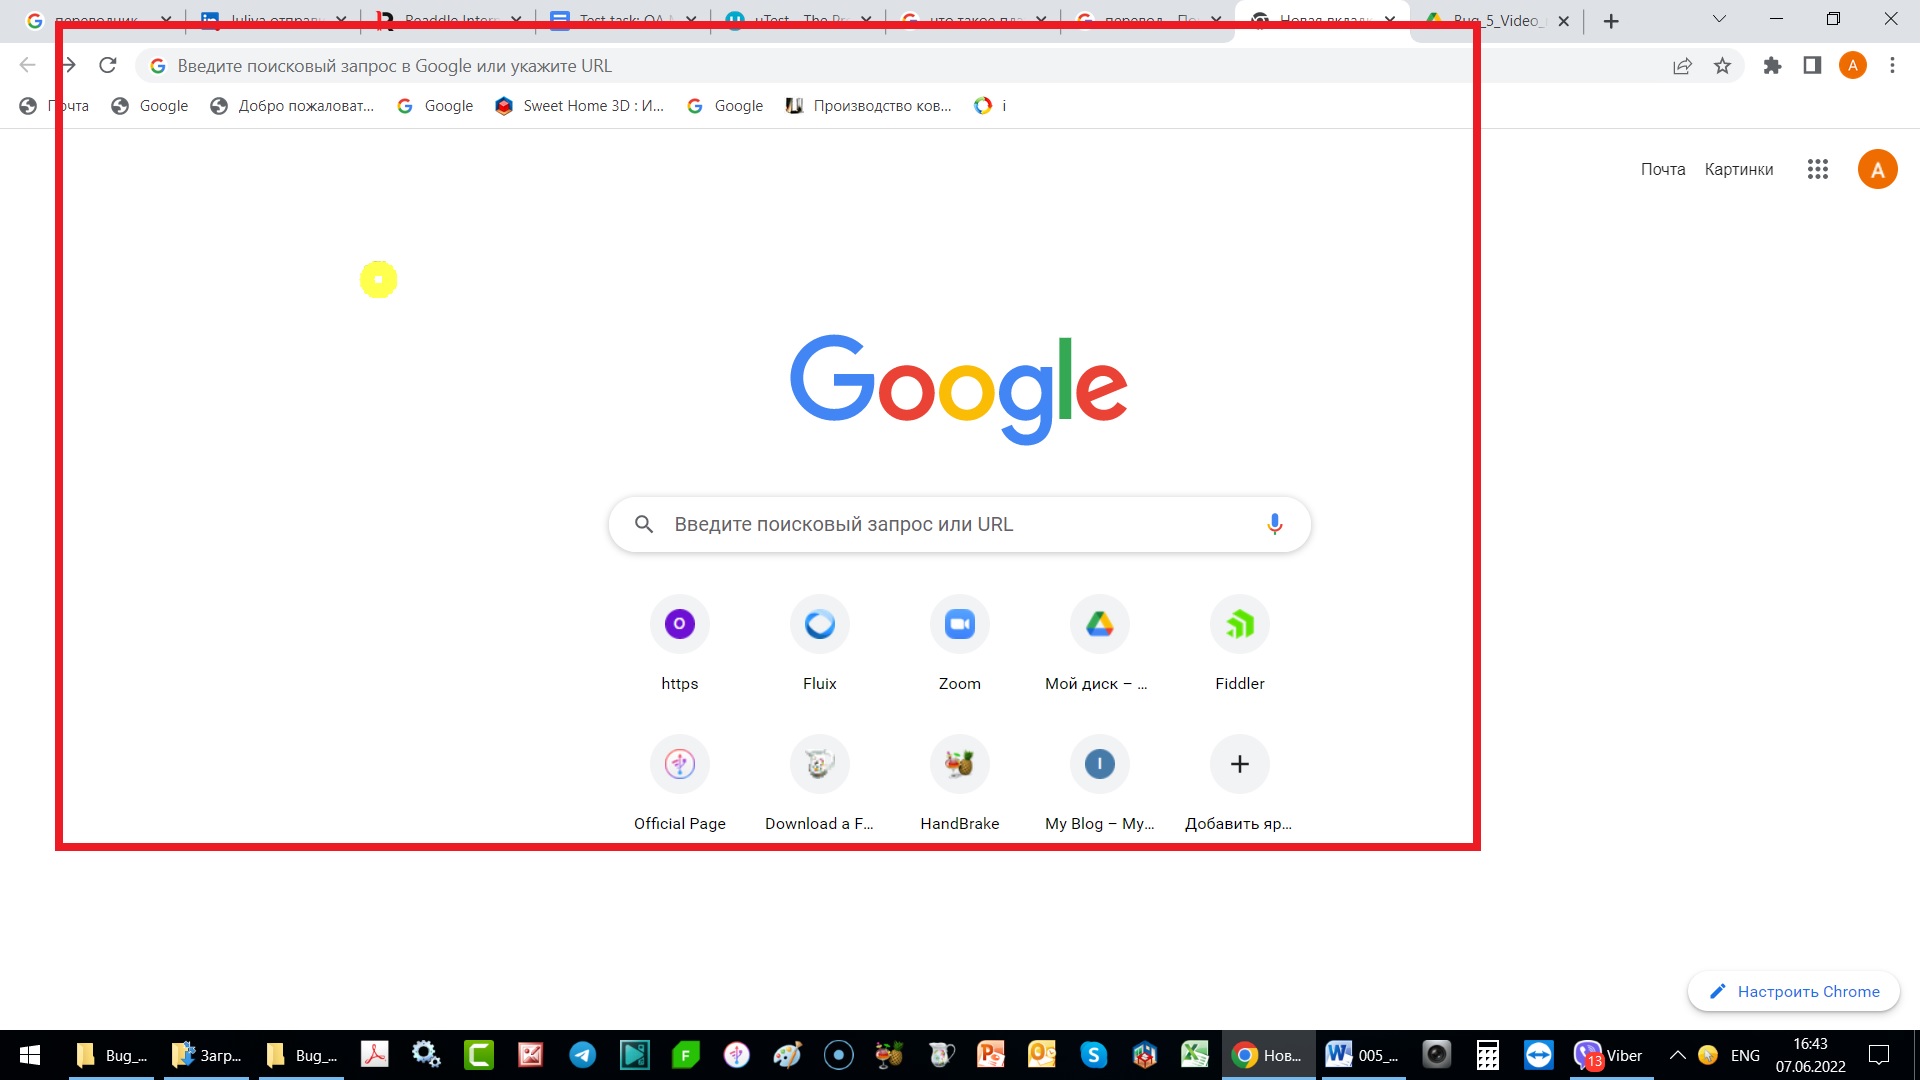 Bug_5_Video_
Введите поисковый запрос в Google или укажите URL
A
Почта Google Добро пожаловат... Google Sweet Home 3D : И... Google Производство ков... i
Почта Картинки A
Google
Введите поисковый запрос или URL
https Fluix Zoom Мой диск – ... Fiddler
Official Page Download a F... HandBrake My Blog – My... Добавить яр...
Настроить Chrome
Bug_... Загр... Bug_... Нов... 005_... 13 Viber ENG 16:43
07.06.2022